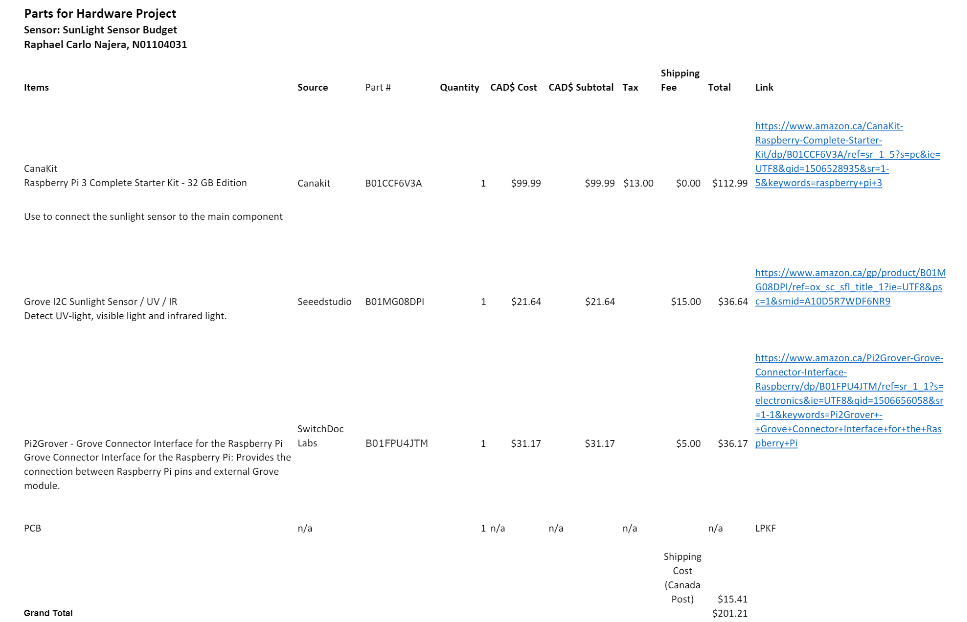 Parts for Hardware Project
Sensor: SunLight Sensor Budget
Raphael Carlo Najera, N01104031
Items Source Part # Quantity CAD$ Cost CAD$ Subtotal Tax Shipping Fee Total Link
https://www.amazon.ca/CanaKit-
Raspberry-Complete-Starter-
Kit/dp/B01CCF6V3A/ref=sr_1_5?s=pc&ie=
CanaKit UTF8&qid=1506528935&sr=1-
Raspberry Pi 3 Complete Starter Kit - 32 GB Edition Canakit B01CCF6V3A 1 $99.99 $99.99 $13.00 $0.00 $112.99 5&keywords=raspberry+pi+3
Use to connect the sunlight sensor to the main component
https://www.amazon.ca/gp/product/B01M
G08DPI/ref=ox_sc_sfl_title_1?ie=UTF8&ps
Grove I2C Sunlight Sensor / UV / IR Seeedstudio B01MG08DPI 1 $21.64 $21.64 $15.00 $36.64 c=1&smid=A10D5R7WDF6NR9
Detect UV-light, visible light and infrared light.
https://www.amazon.ca/Pi2Grover-Grove-
Connector-Interface-
Raspberry/dp/B01FPU4JTM/ref=sr_1_1?s=
electronics&ie=UTF8&qid=1506656058&sr
=1-1&keywords=Pi2Grover+-
SwitchDoc +Grove+Connector+Interface+for+the+Ras
Pi2Grover - Grove Connector Interface for the Raspberry Pi Labs B01FPU4JTM 1 $31.17 $31.17 $5.00 $36.17 pberry+Pi
Grove Connector Interface for the Raspberry Pi: Provides the
connection between Raspberry Pi pins and external Grove
module.
PCB n/a 1 n/a n/a n/a n/a LPKF
Shipping
Cost
(Canada
Post) $15.41
Grand Total $201.21